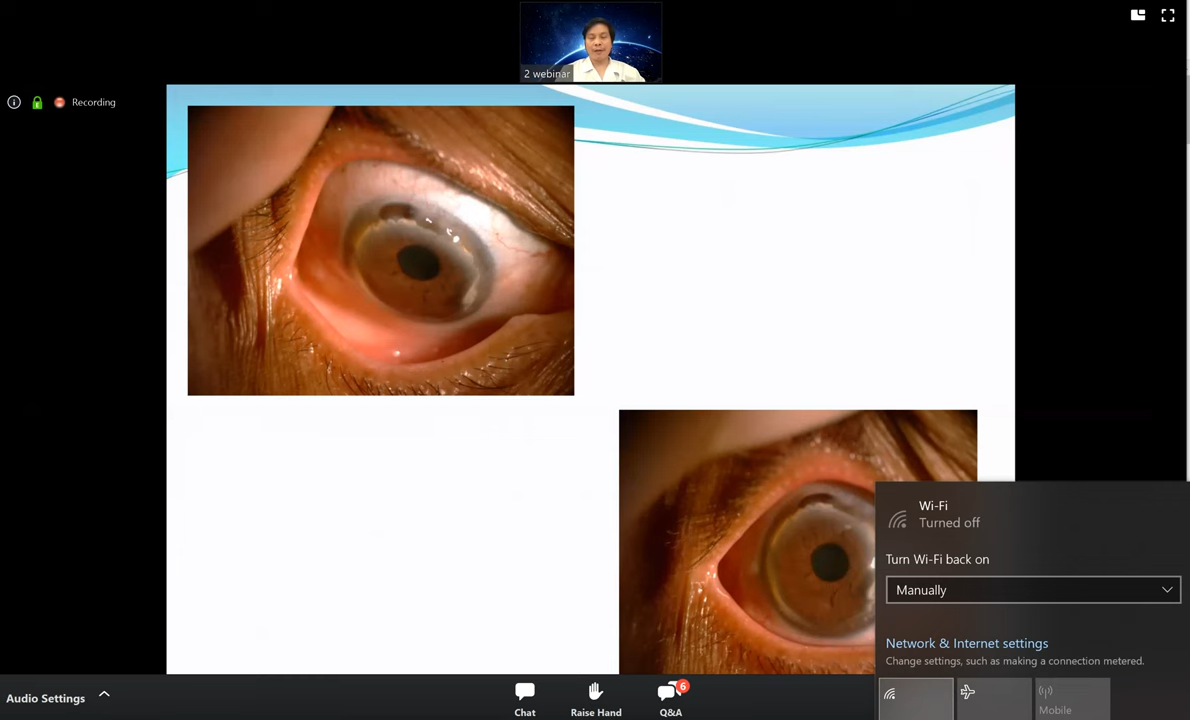 2 webinar
Recording
Wi-Fi
Turned off
Turn Wi-Fi back on
Manually
Network & Internet settings
Change settings, such as making a connection metered.
Mobile
Audio Settings
Chat
Raise Hand
6
Q&A